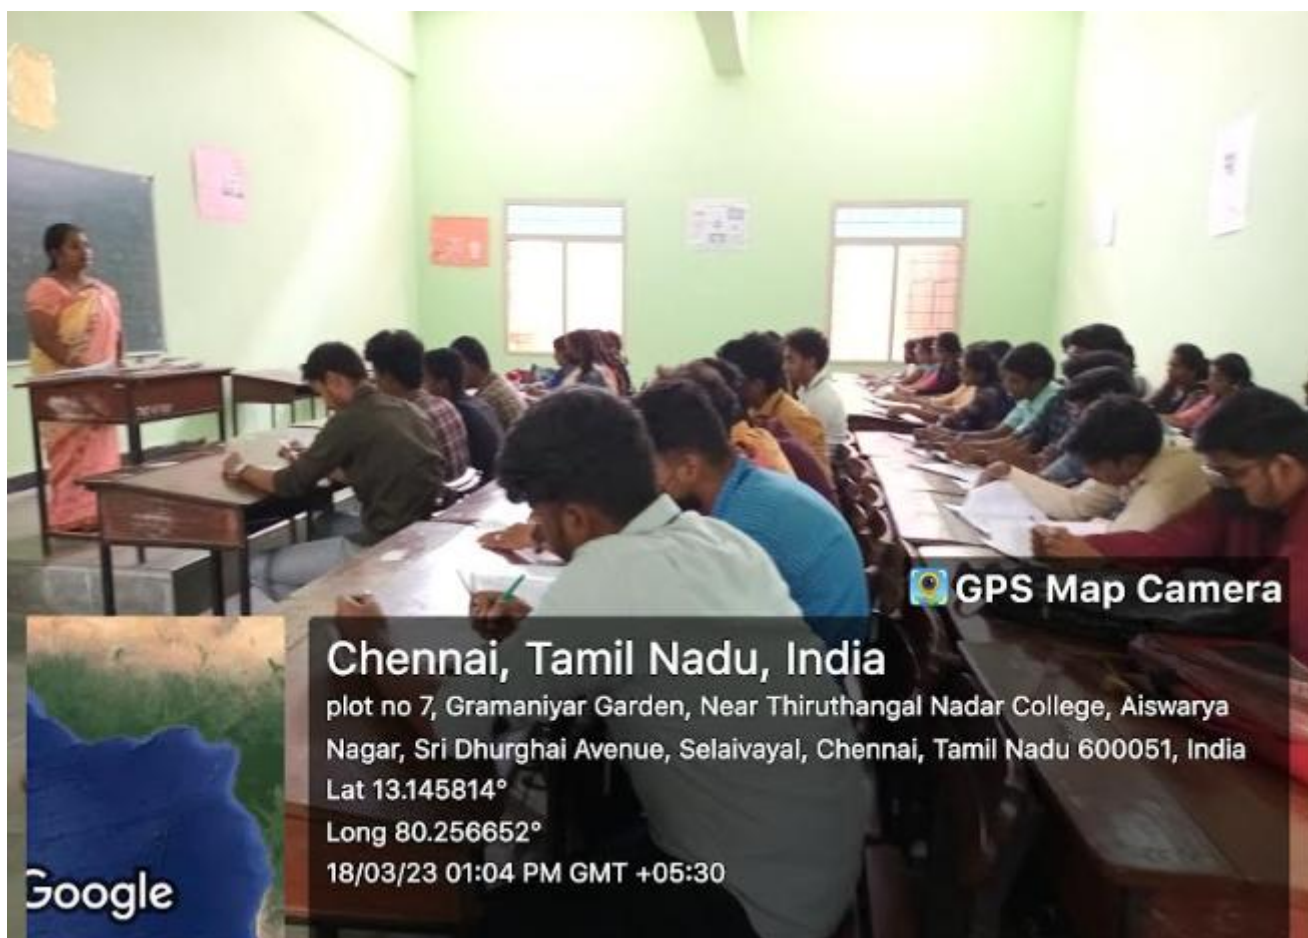 GPS Map Camera
Chennai, Tamil Nadu, India
plot no 7, Gramaniyar Garden, Near Thiruthangal Nadar College, Aiswarya
Nagar, Sri Dhurghai Avenue, Selaivayal, Chennai, Tamil Nadu 600051, India
Lat 13.145814°
Long 80.256652°
18/03/23 01:04 PM GMT +05:30
Google